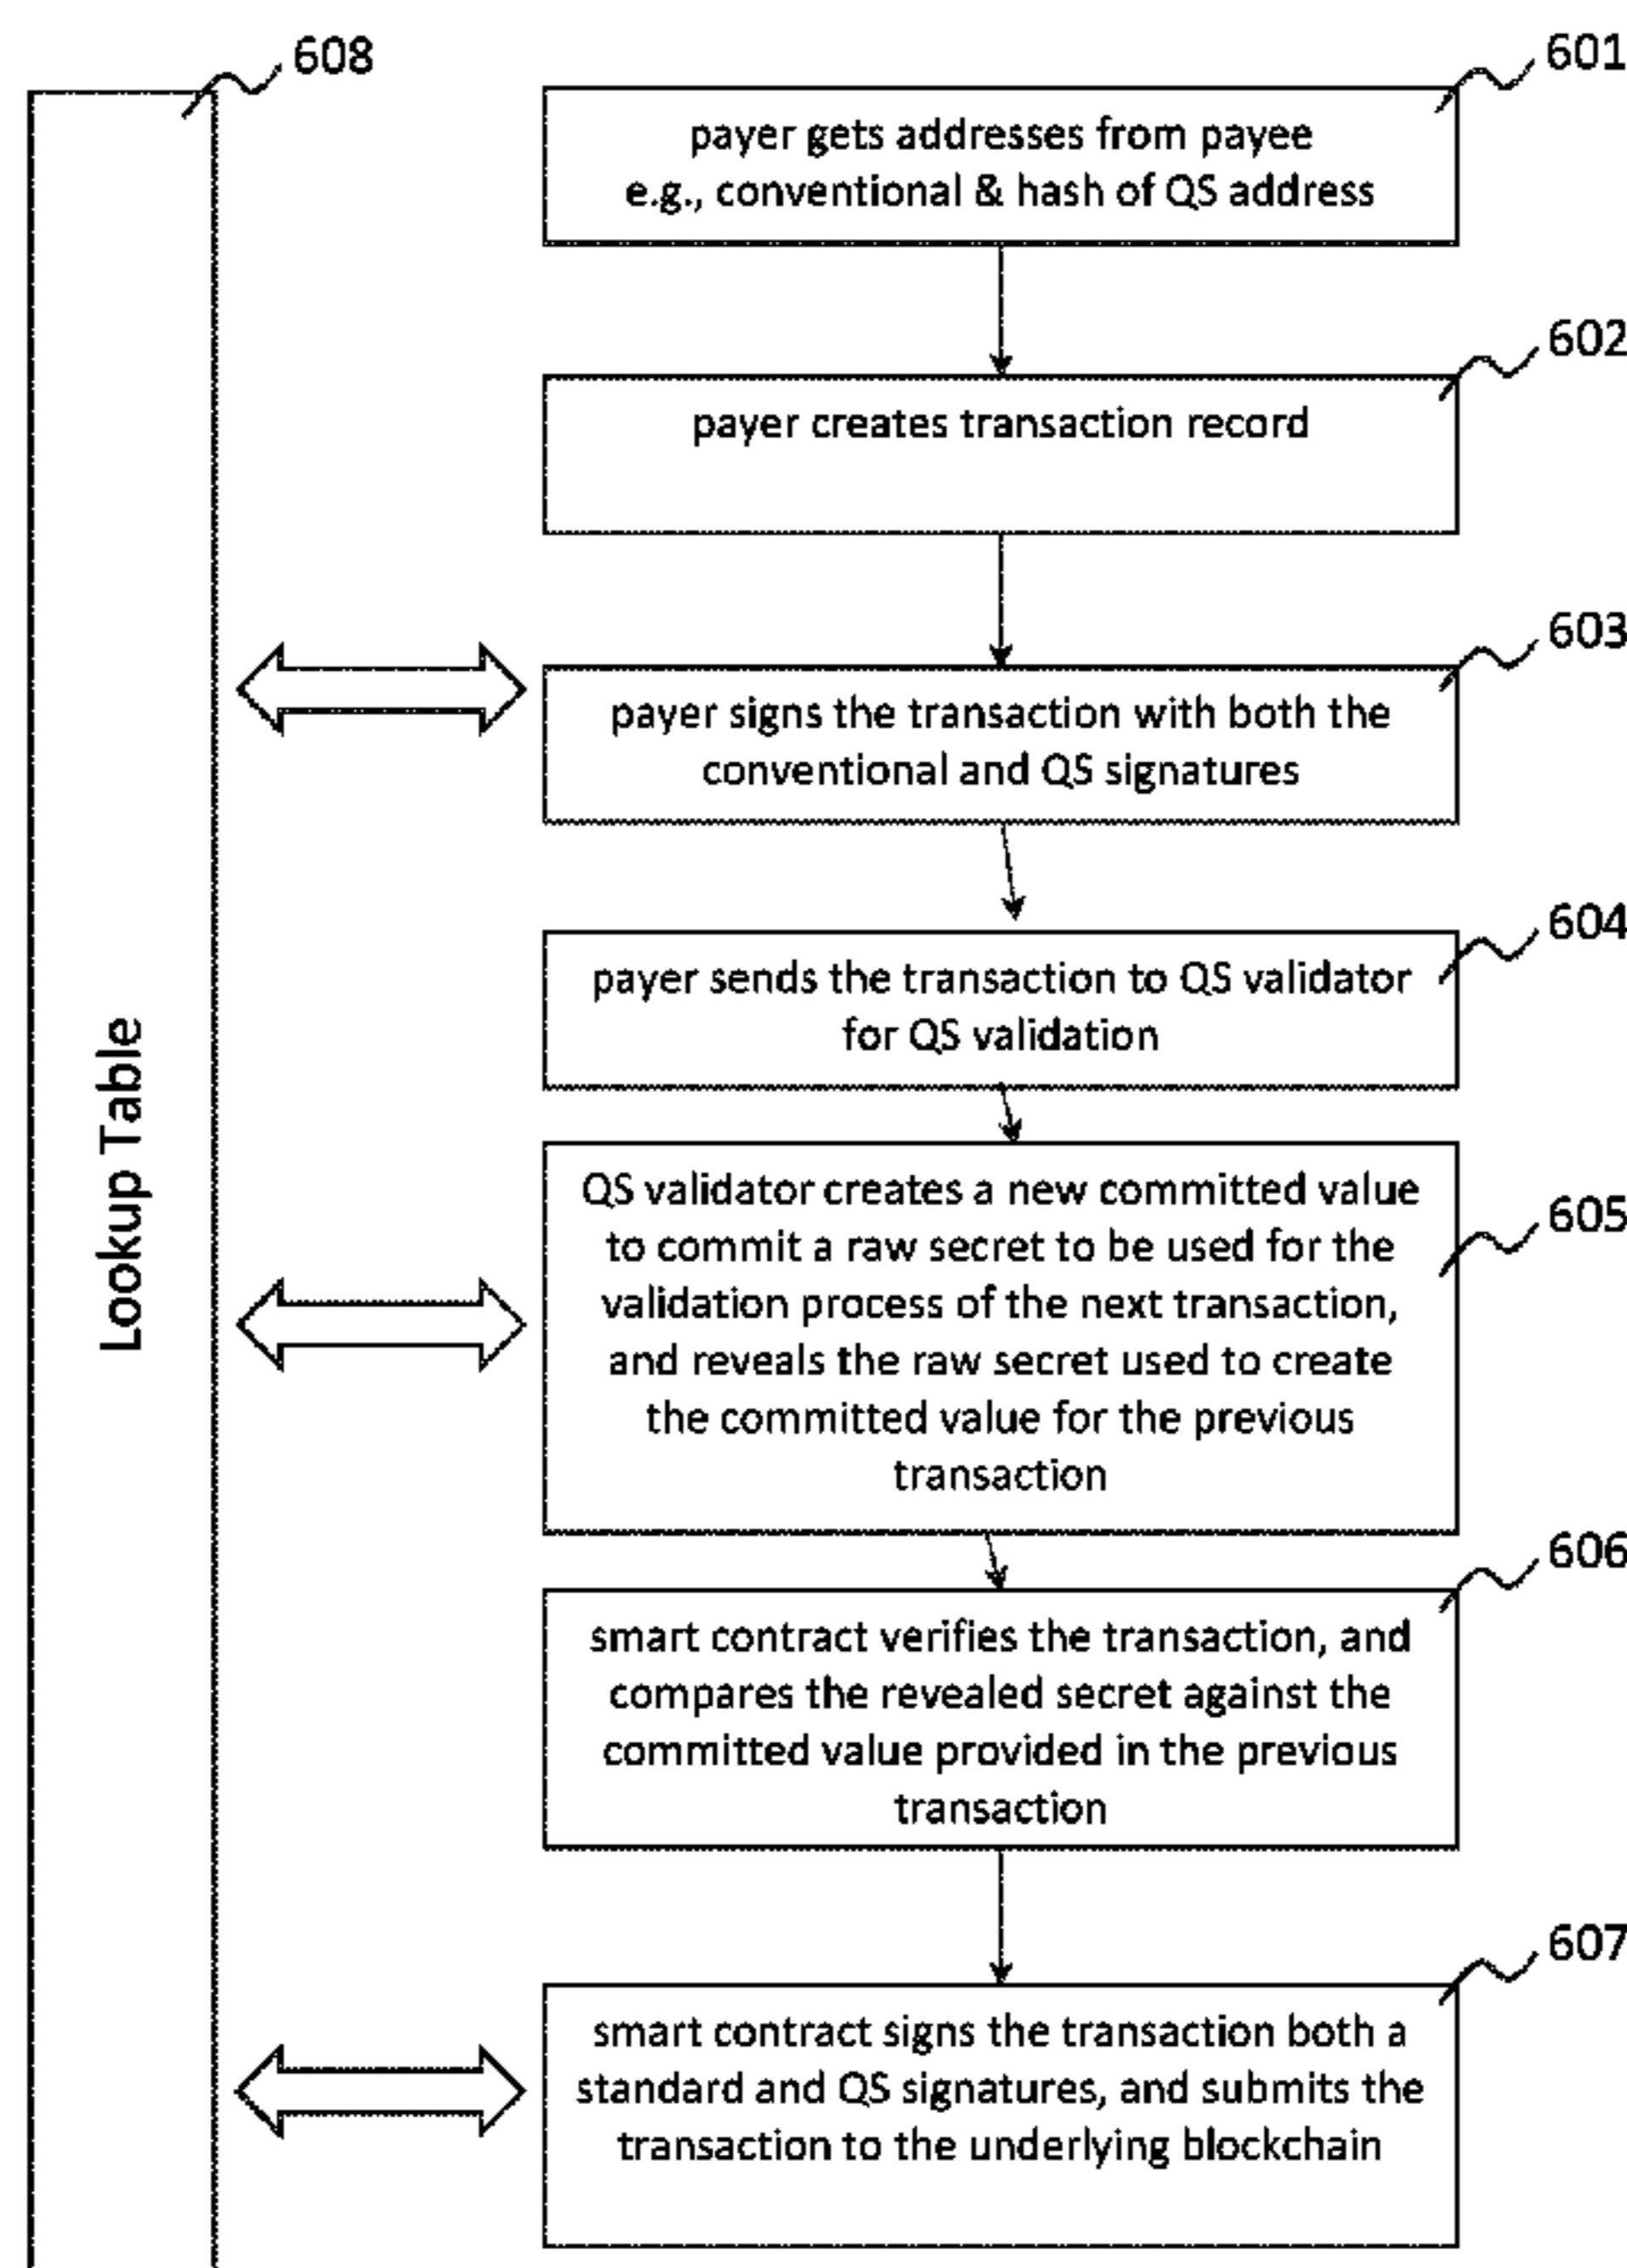 608
601
payer gets addresses from payee
e.g., conventional & hash of QS address
602
payer creates transaction record
603
payer signs the transaction with both the
conventional and QS signatures
604
payer sends the transaction to QS validator
for QS validation
Lookup Table
605
QS validator creates a new committed value
to commit a raw secret to be used for the
validation process of the next transaction,
and reveals the raw secret used to create
the committed value for the previous
transaction
606
smart contract verifies the transaction, and
compares the revealed secret against the
committed value provided in the previous
transaction
607
smart contract signs the transaction both a
standard and QS signatures, and submits the
transaction to the underlying blockchain